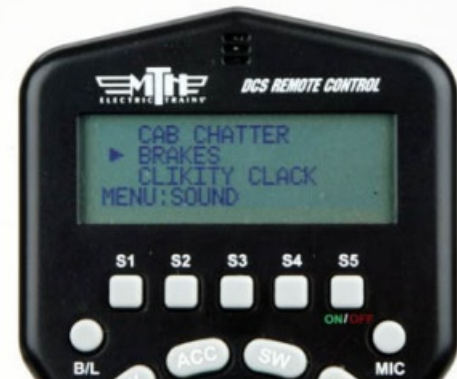 MTH
ELECTRIC TRAINS
DCS REMOTE CONTROL
CAB CHATTER
BRAKES
CLIKITY CLACK
MENU:SOUND
S1 S2 S3 S4 S5
ON/OFF
B/L ACC SW MIC